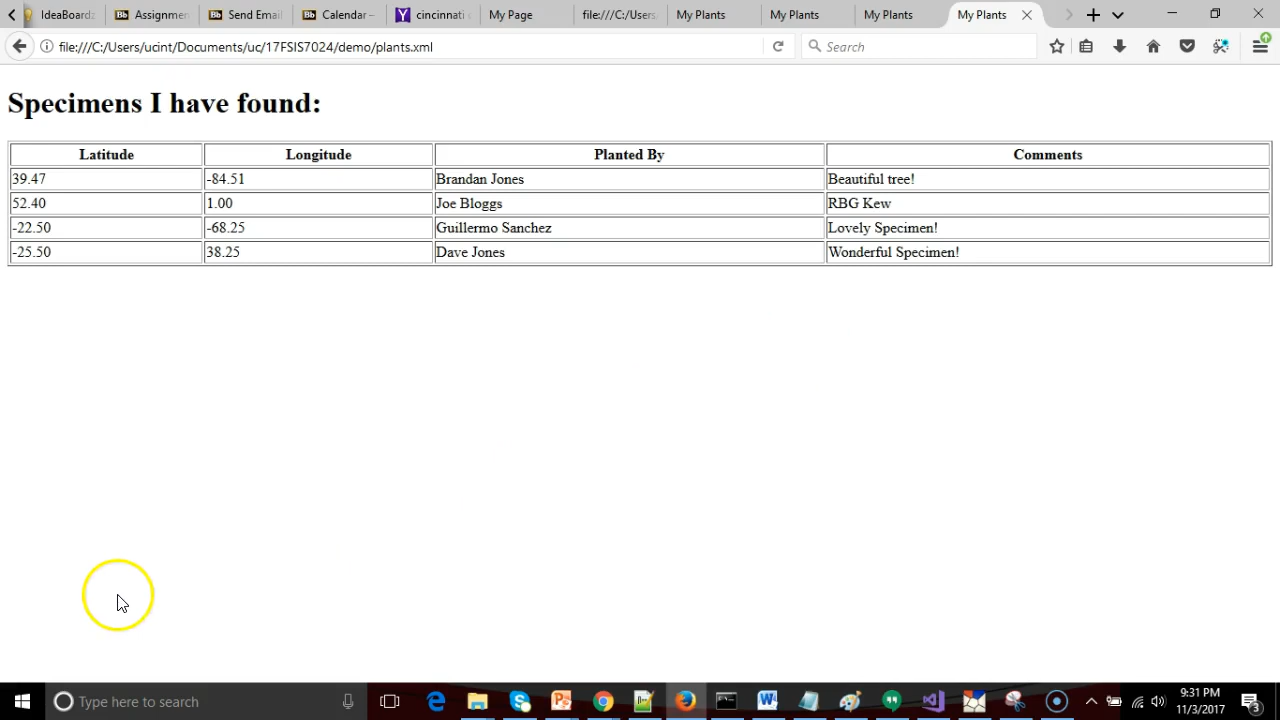 IdeaBoardz
Assignmen
Send Email
Calendar –
cincinnati
My Page
file:///C:/Users/
My Plants
My Plants
My Plants
My Plants
file:///C:/Users/ucint/Documents/uc/17FSIS7024/demo/plants.xml
Search
Specimens I have found:
Latitude Longitude Planted By Comments
39.47 -84.51 Brandan Jones Beautiful tree!
52.40 1.00 Joe Bloggs RBG Kew
-22.50 -68.25 Guillermo Sanchez Lovely Specimen!
-25.50 38.25 Dave Jones Wonderful Specimen!
Type here to search
9:31 PM
11/3/2017
3